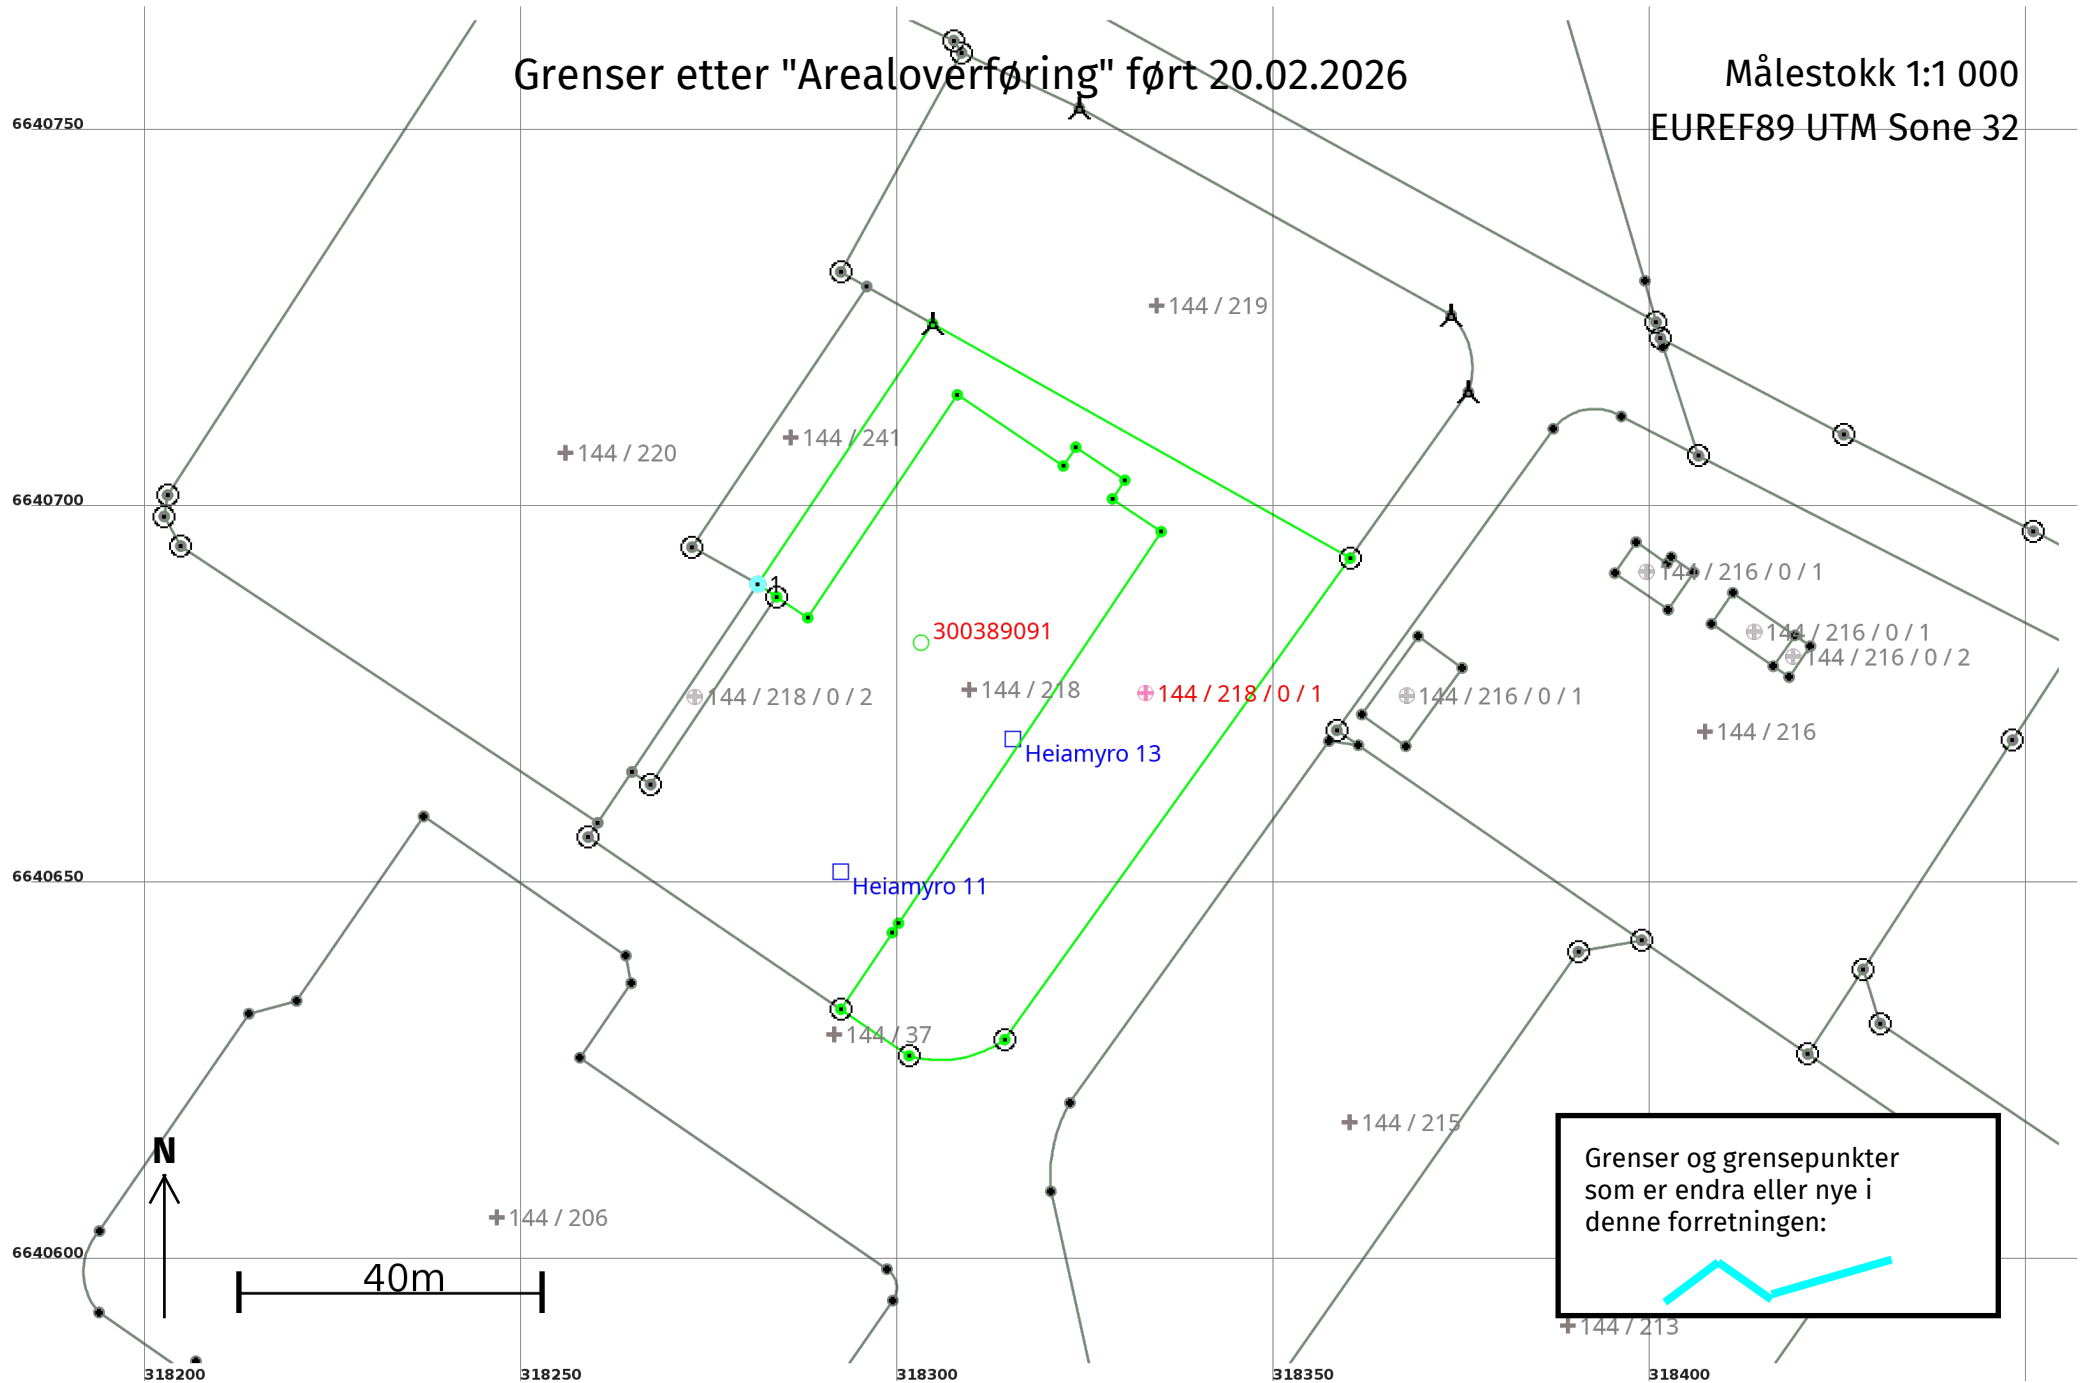 Grenser etter "Arealoverføring" ført 20.02.2026
Målestokk 1:1 000
EUREF89 UTM Sone 32
6640750
144 / 219
144 / 241
144 / 220
6640700
1
144 / 216 / 0 / 1
300389091
144 / 216 / 0 / 1
144 / 216 / 0 / 2
144 / 218
144 / 218 / 0 / 1
144 / 218 / 0 / 2
144 / 216 / 0 / 1
144 / 216
Heiamyro 13
6640650
Heiamyro 11
144 / 37
144 / 215
N
Grenser og grensepunkter
som er endra eller nye i
denne forretningen:
144 / 206
6640600
40m
144 / 213
318200
318250
318300
318350
318400